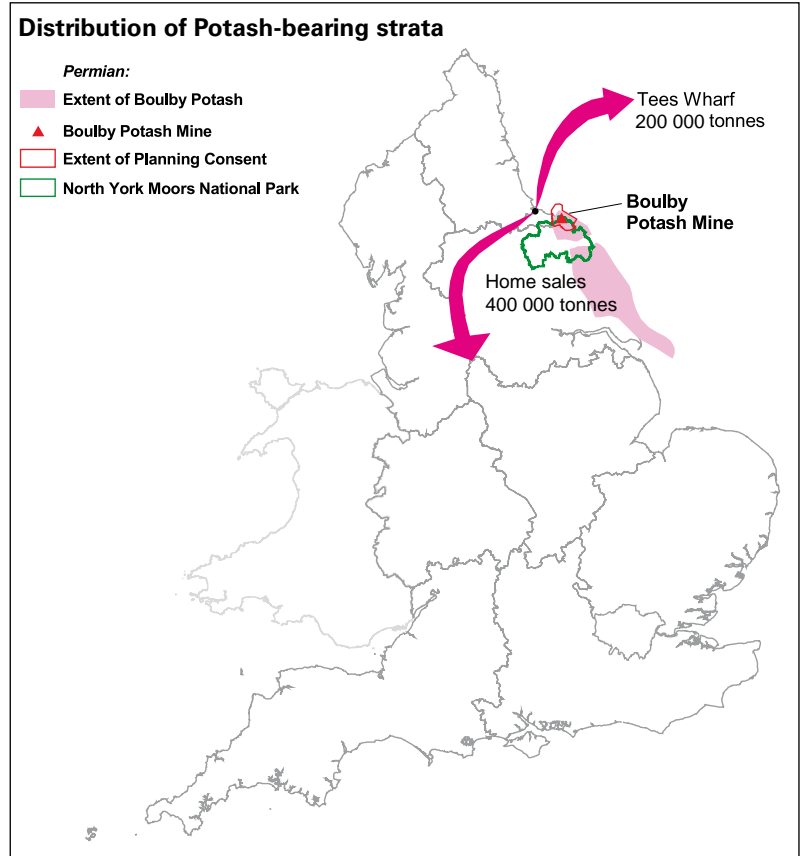 Distribution of Potash-bearing strata
Permian:
Extent of Boulby Potash
Boulby Potash Mine
Extent of Planning Consent
North York Moors National Park
Tees Wharf
200 000 tonnes
Boulby
Potash Mine
Home sales
400 000 tonnes